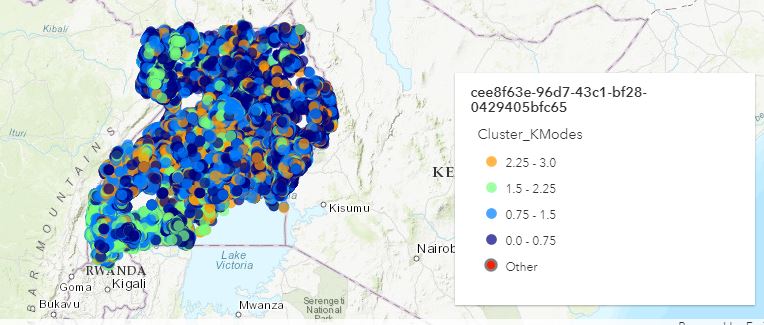 Kibali
Ituri
BAR MOUNTAINS
RWANDA
Goma
Kigali
Bukavu
Lake
Victoria
Mwanza
Serengeti
National
Kisumu
KE
Nairob
cee8f63e-96d7-43c1-bf28-
0429405bfc65
Cluster_KModes
2.25 - 3.0
1.5 - 2.25
0.75 - 1.5
0.0 - 0.75
Other